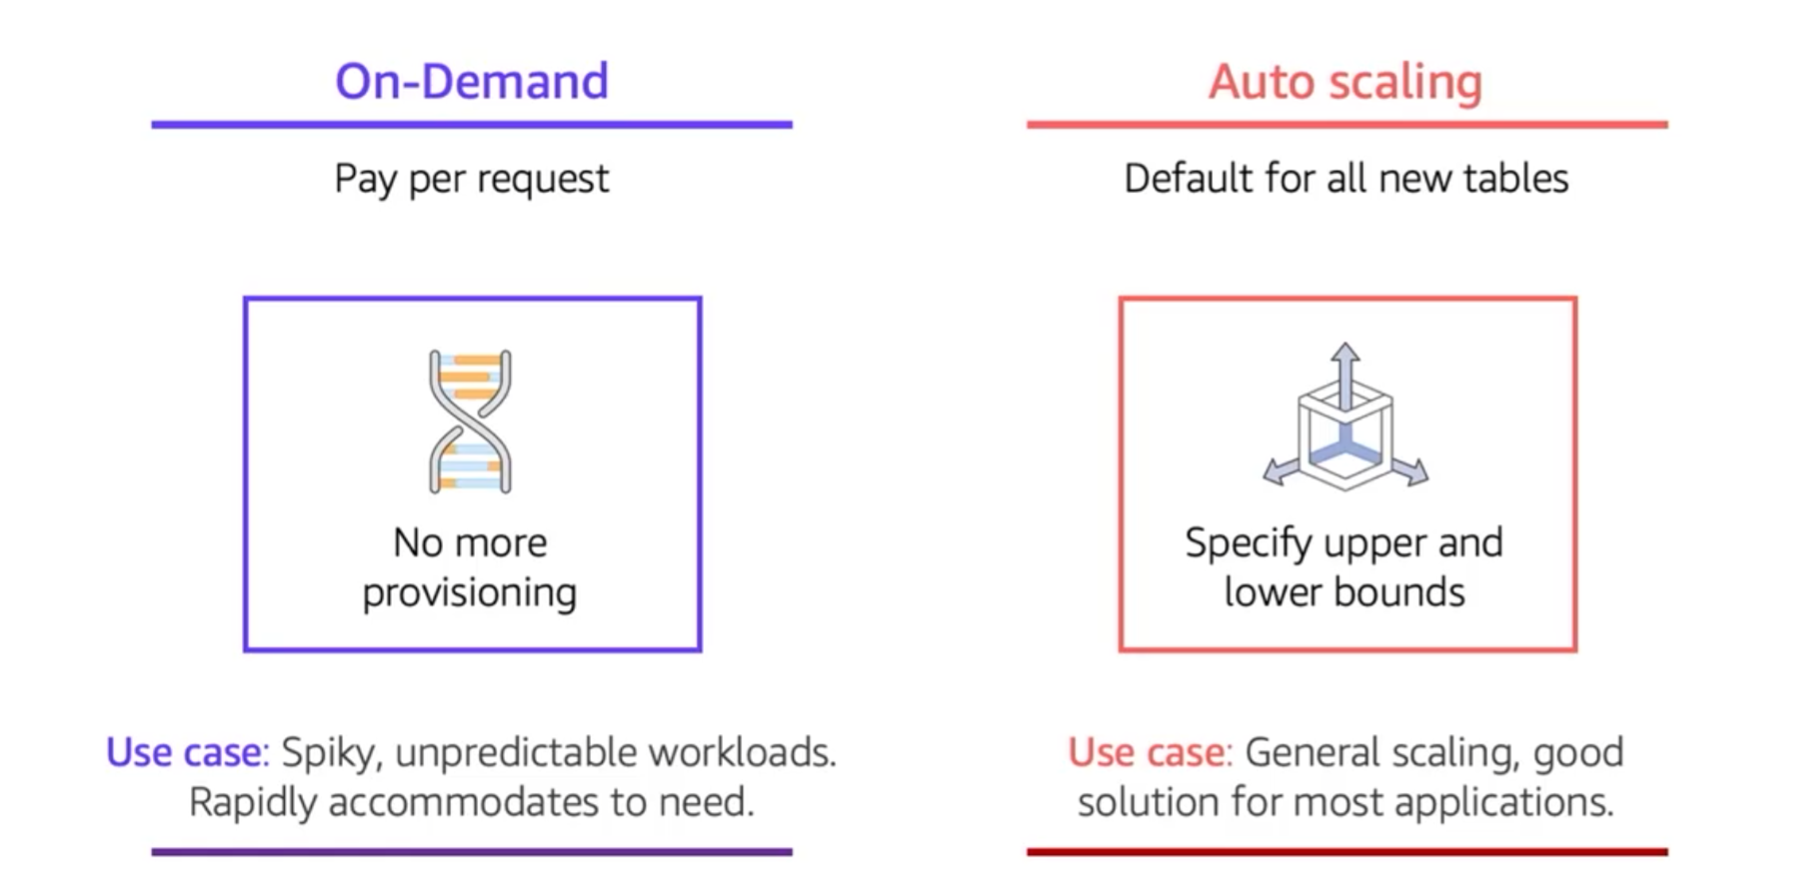 On-Demand
Pay per request
No more
provisioning
Use case: Spiky, unpredictable workloads.
Rapidly accommodates to need.
Auto scaling
Default for all new tables
Specify upper and
lower bounds
Use case: General scaling, good
solution for most applications.